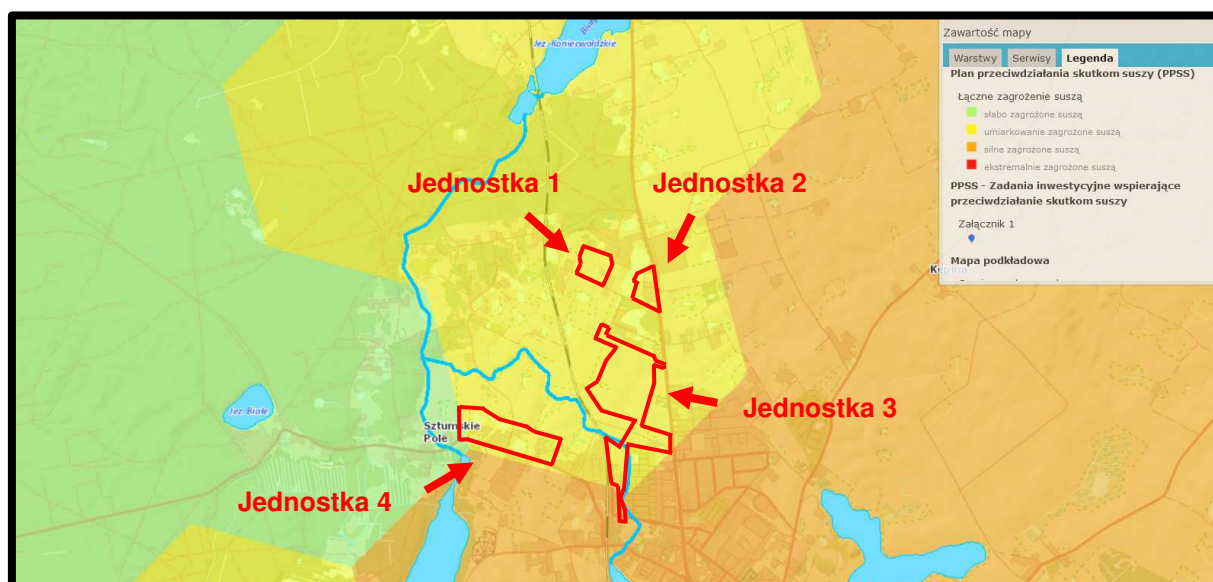 Zawartość mapy
Warstwy Serwisy Legenda
Plan przeciwdziałania skutkom suszy (PPSS)
Łączne zagrożenie suszą
słabo zagrożone suszą
umiarkowanie zagrożone suszą
silne zagrożone suszą
ekstremalnie zagrożone suszą
PPSS - Zadania inwestycyjne wspierające
przeciwdziałanie skutkom suszy
Załącznik 1
Mapa podkładowa
Jez. Koniecwałdzkie
Jednostka 1
Jednostka 2
Jednostka 3
Jez. Białe
Sztumskie
Pole
Jednostka 4